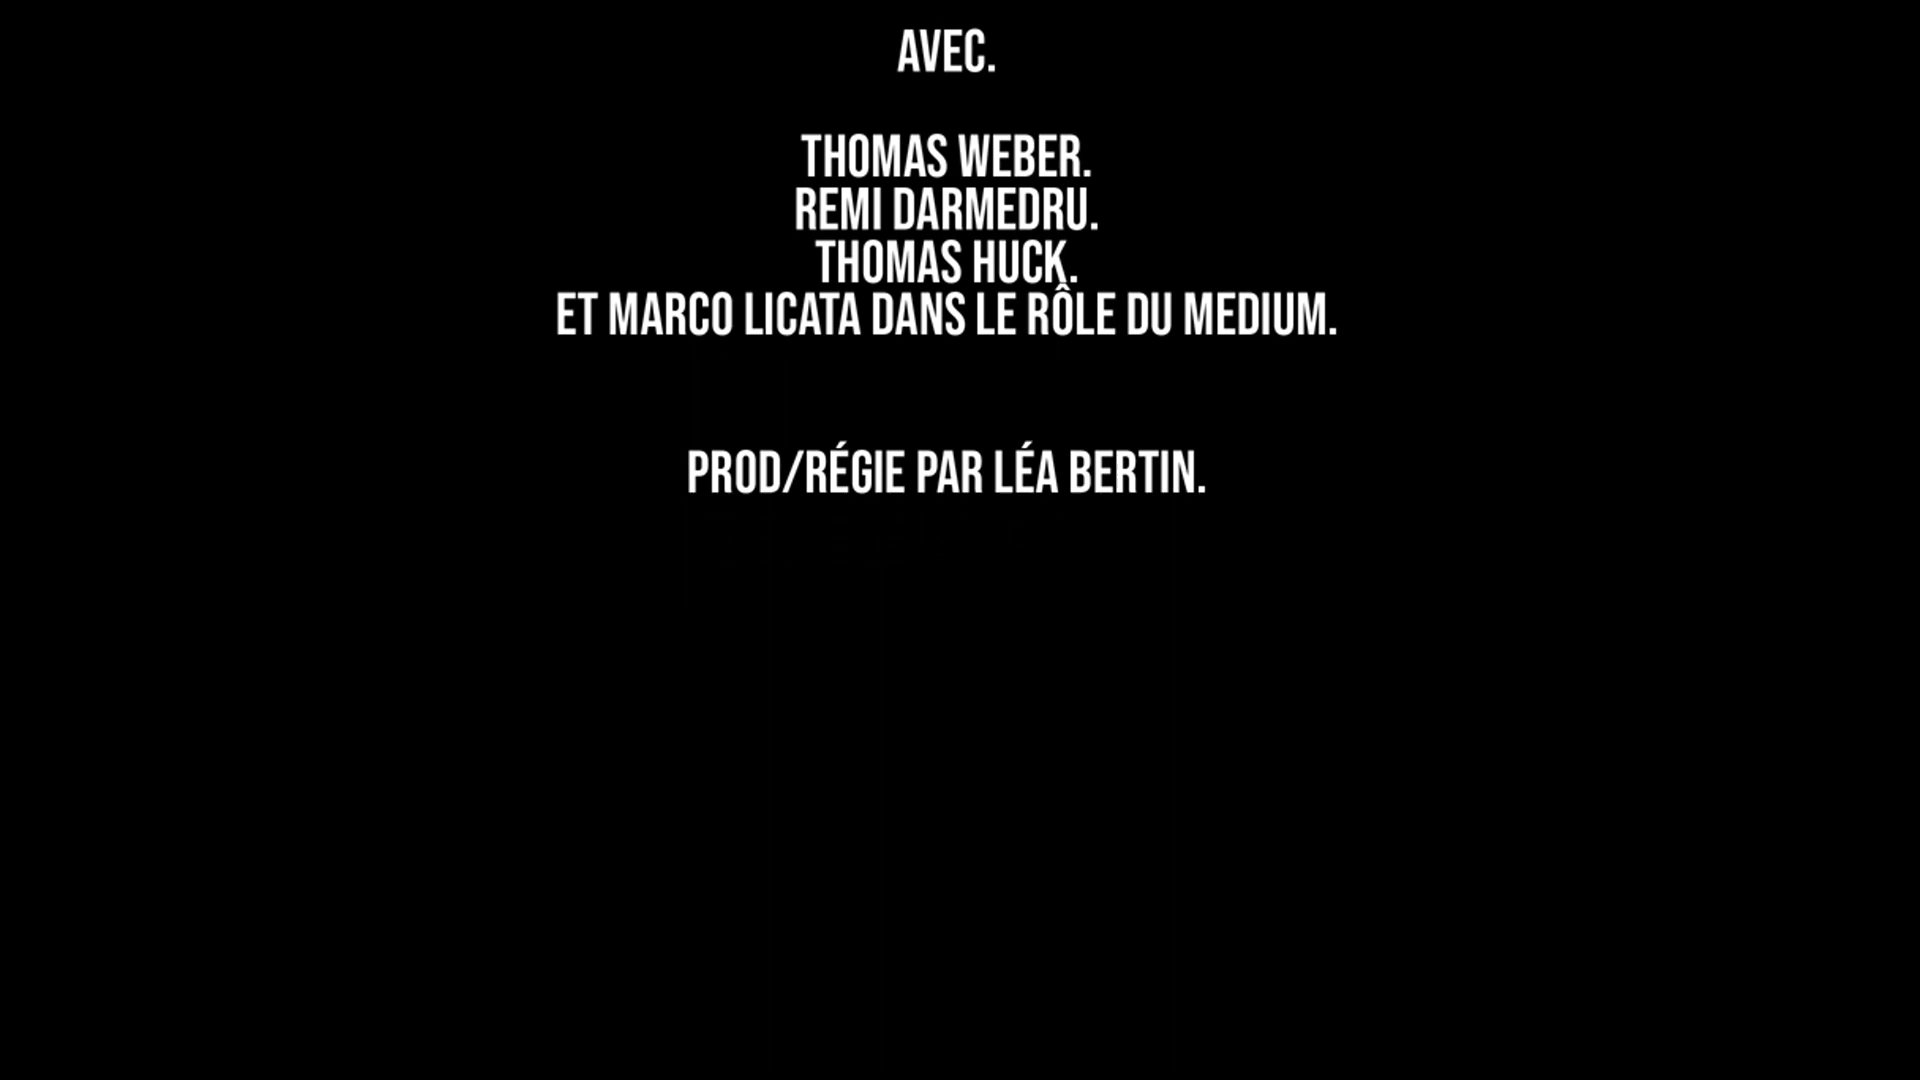 AVEC.
THOMAS WEBER.
REMI DARMEDRU.
THOMAS HUCK.
ET MARCO LICATA DANS LE RÔLE DU MEDIUM.
PROD/RÉGIE PAR LÉA BERTIN.